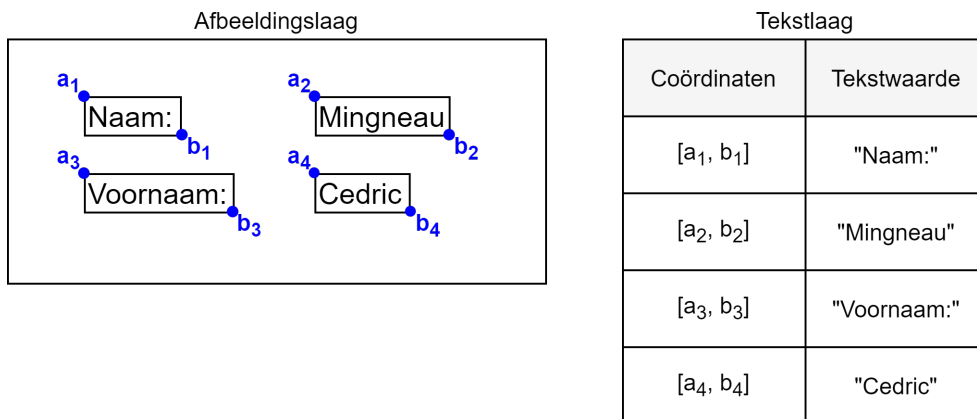 Afbeeldingslaag
a1 a2
Naam: Mingneau
b1 b2
a3 a4
Voornaam: Cedric
b3 b4
Tekstlaag
Coördinaten Tekstwaarde
[a1, b1] "Naam:"
[a2, b2] "Mingneau"
[a3, b3] "Voornaam:"
[a4, b4] "Cedric"